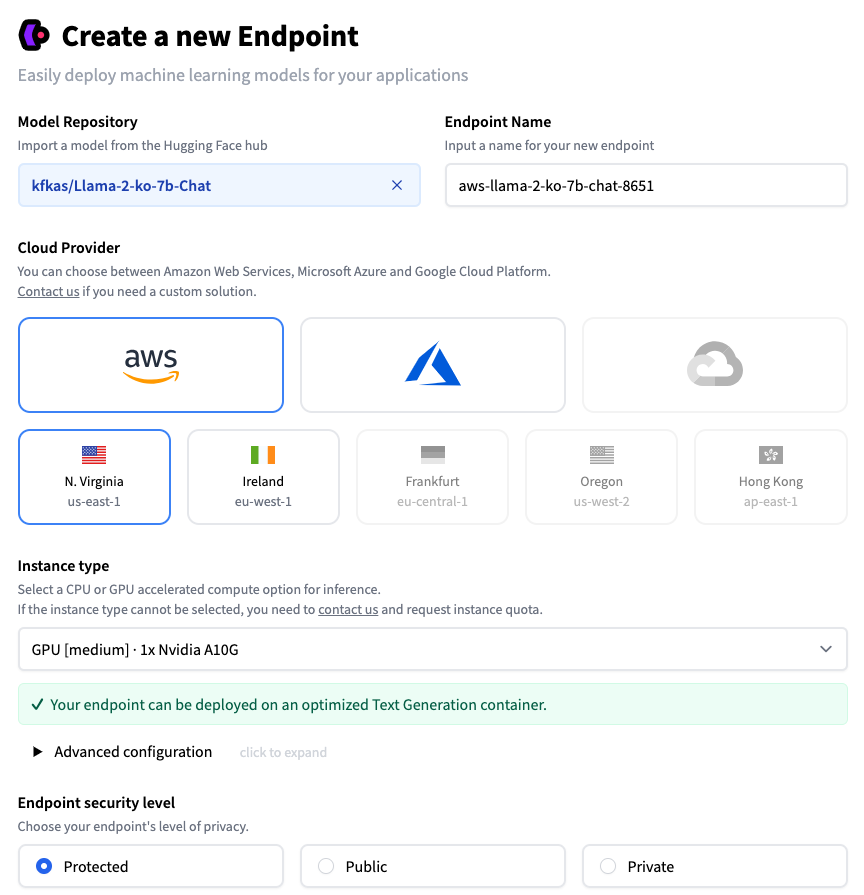 Create a new Endpoint
Easily deploy machine learning models for your applications
Model Repository
Import a model from the Hugging Face hub
kfkas/Llama-2-ko-7b-Chat
Endpoint Name
Input a name for your new endpoint
aws-llama-2-ko-7b-chat-8651
Cloud Provider
You can choose between Amazon Web Services, Microsoft Azure and Google Cloud Platform.
Contact us if you need a custom solution.
aws
N. Virginia
us-east-1
Ireland
eu-west-1
Frankfurt
eu-central-1
Oregon
us-west-2
Hong Kong
ap-east-1
Instance type
Select a CPU or GPU accelerated compute option for inference.
If the instance type cannot be selected, you need to contact us and request instance quota.
GPU [medium] · 1x Nvidia A10G
✓ Your endpoint can be deployed on an optimized Text Generation container.
Advanced configuration click to expand
Endpoint security level
Choose your endpoint's level of privacy.
Protected
Public
Private